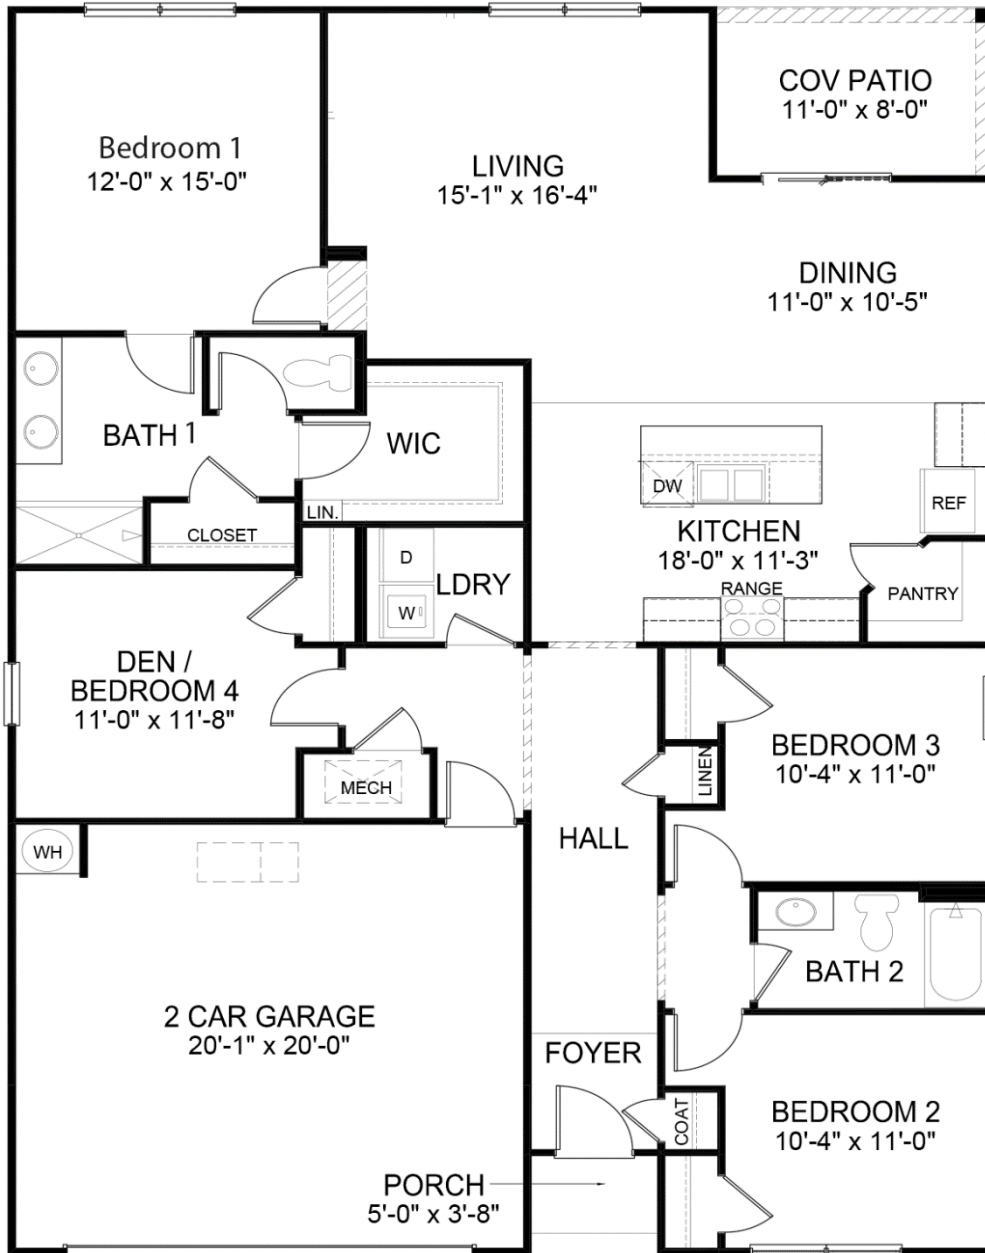 COV PATIO
11'-0" x 8'-0"
Bedroom 1
12'-0" x 15'-0"
LIVING
15'-1" x 16'-4"
DINING
11'-0" x 10'-5"
BATH 1
WIC
LIN.
CLOSET
DW
REF
KITCHEN
18'-0" x 11'-3"
RANGE
PANTRY
D
LDRY
W
DEN /
BEDROOM 4
11'-0" x 11'-8"
MECH
BEDROOM 3
10'-4" x 11'-0"
LINEN
HALL
WH
BATH 2
2 CAR GARAGE
20'-1" x 20'-0"
FOYER
COAT
BEDROOM 2
10'-4" x 11'-0"
PORCH
5'-0" x 3'-8"